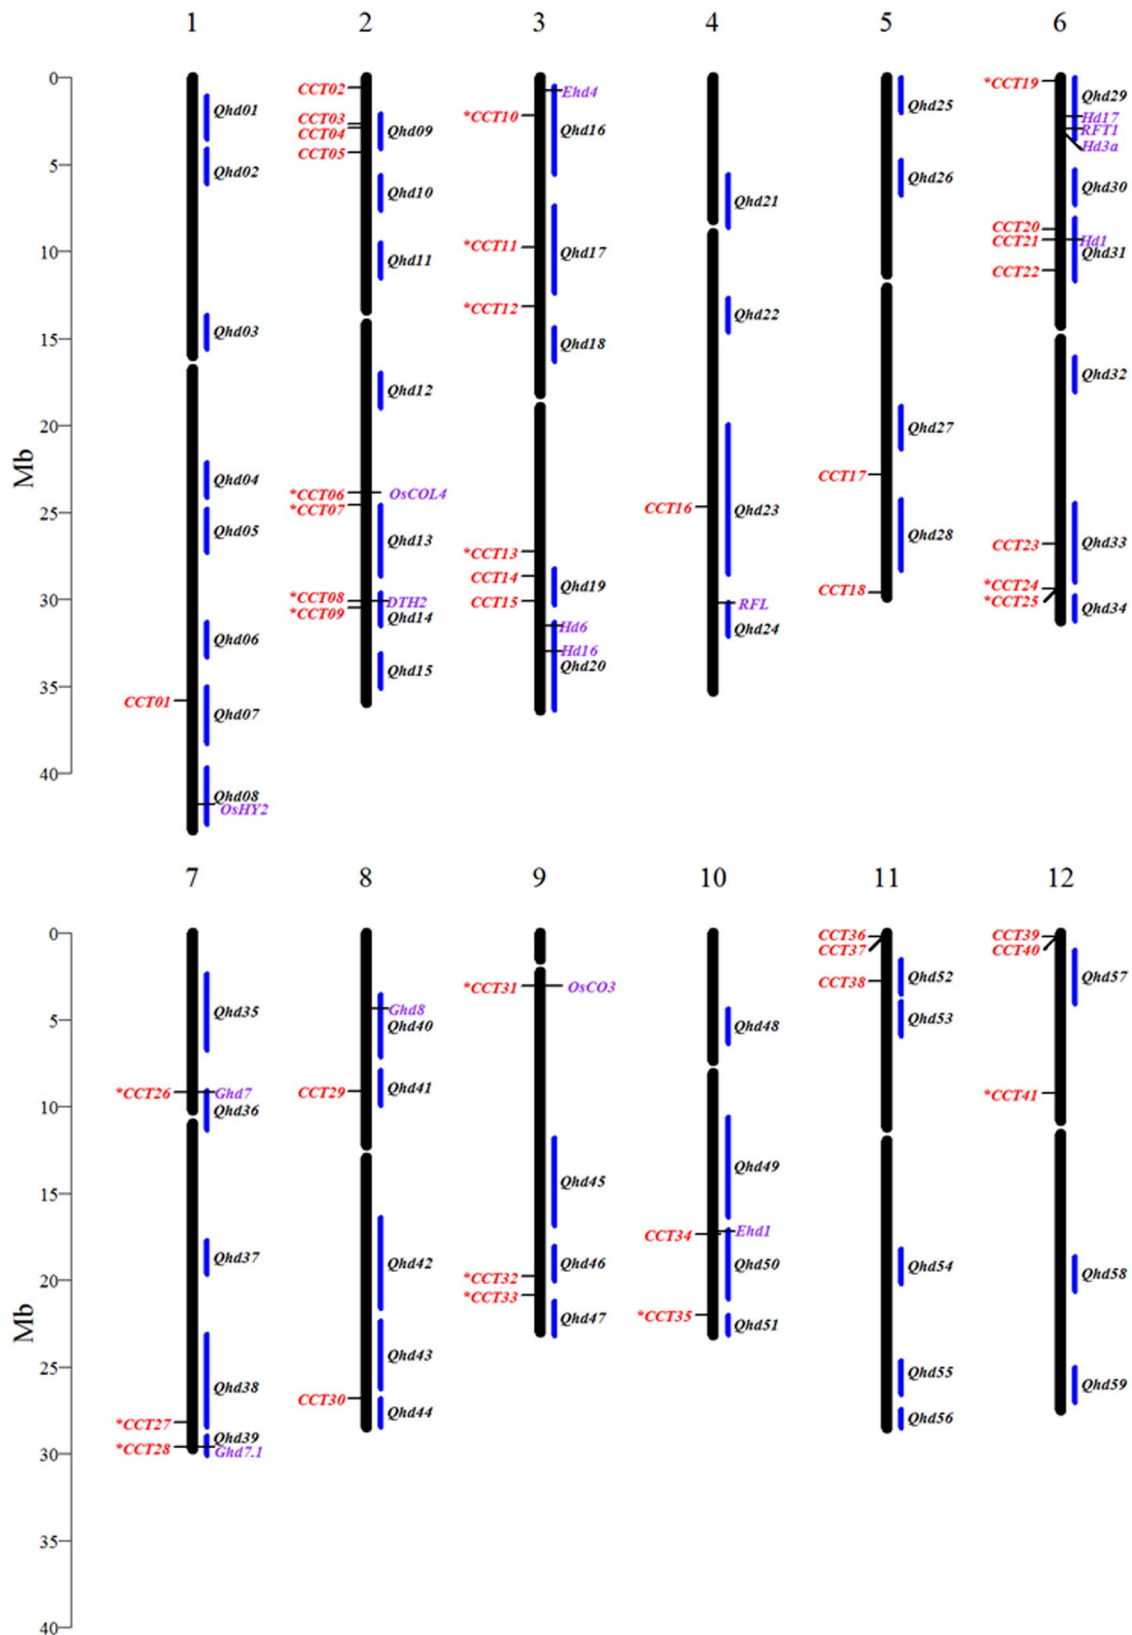 1 2 3 4 5 6
Mb
0
5
10
15
20
25
30
35
40
Qhd01
Qhd02
Qhd03
Qhd04
Qhd05
Qhd06
CCT01
Qhd07
Qhd08
OsHY2
CCT02
CCT03
CCT04
CCT05
Qhd09
Qhd10
Qhd11
Qhd12
*CCT06
*CCT07
OsCOL4
Qhd13
*CCT08
*CCT09
DTH2
Qhd14
Qhd15
Ehd4
*CCT10
Qhd16
*CCT11
Qhd17
*CCT12
Qhd18
*CCT13
CCT14
CCT15
Qhd19
Hd6
Hd16
Qhd20
Qhd21
Qhd22
CCT16
Qhd23
RFL
Qhd24
Qhd25
Qhd26
Qhd27
CCT17
Qhd28
CCT18
*CCT19
Qhd29
Hd17
RFT1
Hd3a
Qhd30
CCT20
CCT21
CCT22
Hd1
Qhd31
Qhd32
CCT23
Qhd33
*CCT24
*CCT25
Qhd34
7 8 9 10 11 12
Mb
0
5
10
15
20
25
30
35
40
Qhd35
*CCT26
Ghd7
Qhd36
Qhd37
Qhd38
*CCT27
*CCT28
Qhd39
Ghd7.1
Ghd8
Qhd40
CCT29
Qhd41
Qhd42
Qhd43
CCT30
Qhd44
*CCT31
OsCO3
Qhd45
Qhd46
*CCT32
*CCT33
Qhd47
Qhd48
Qhd49
CCT34
Ehd1
Qhd50
*CCT35
Qhd51
CCT36
CCT37
CCT38
Qhd52
Qhd53
Qhd54
Qhd55
Qhd56
CCT39
CCT40
Qhd57
*CCT41
Qhd58
Qhd59